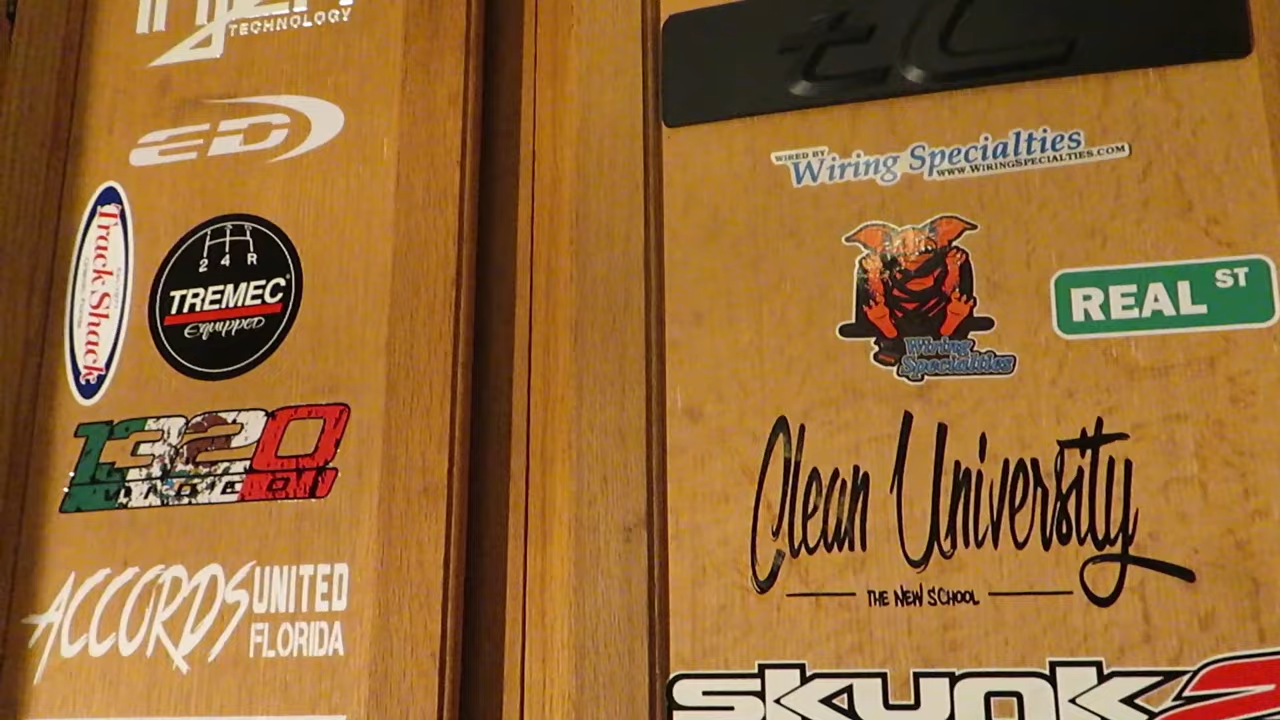 TECHNOLOGY
ED
Track Shack
2 4 R
TREMEC
Equipped
1320
VIDEO
ACCORDS UNITED
FLORIDA
tC
WIRED BY
Wiring Specialties
WWW.WIRINGSPECIALTIES.COM
Wiring
Specialties
REAL ST
Clean University
THE NEW SCHOOL
SKUNK2